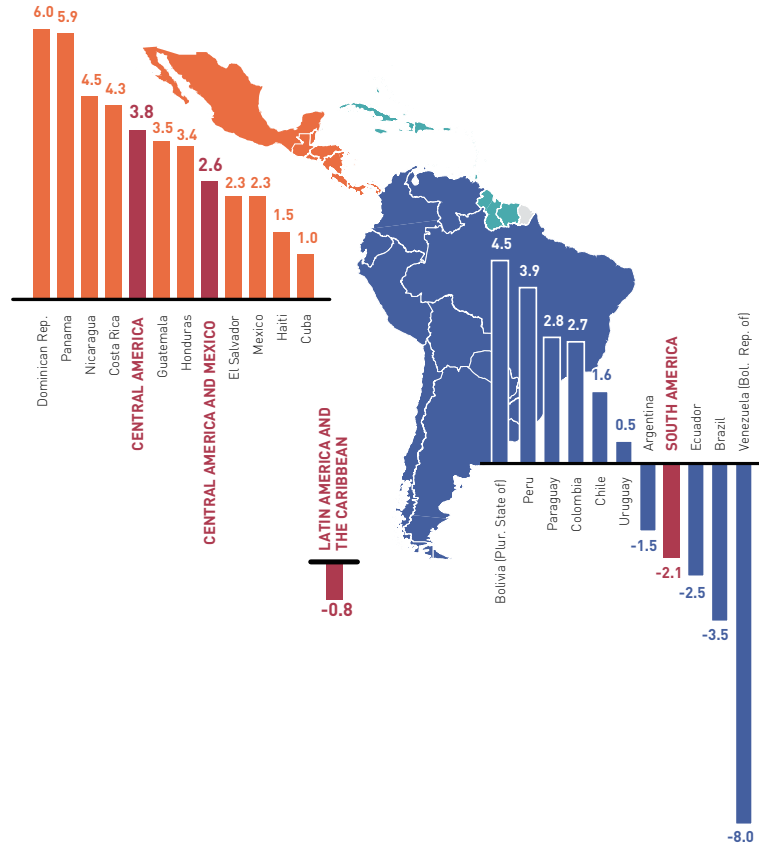 6.0
5.9
4.5
4.3
3.8
3.5
3.4
2.6
2.3
2.3
1.5
1.0
Dominican Rep.
Panama
Nicaragua
Costa Rica
CENTRAL AMERICA
Guatemala
Honduras
CENTRAL AMERICA AND MEXICO
El Salvador
Mexico
Haiti
Cuba
LATIN AMERICA AND
THE CARIBBEAN
-0.8
4.5
3.9
2.8
2.7
1.6
0.5
Bolivia (Plur. State of)
Peru
Paraguay
Colombia
Chile
Uruguay
Argentina
SOUTH AMERICA
Ecuador
Brazil
Venezuela (Bol. Rep. of)
-1.5
-2.1
-2.5
-3.5
-8.0